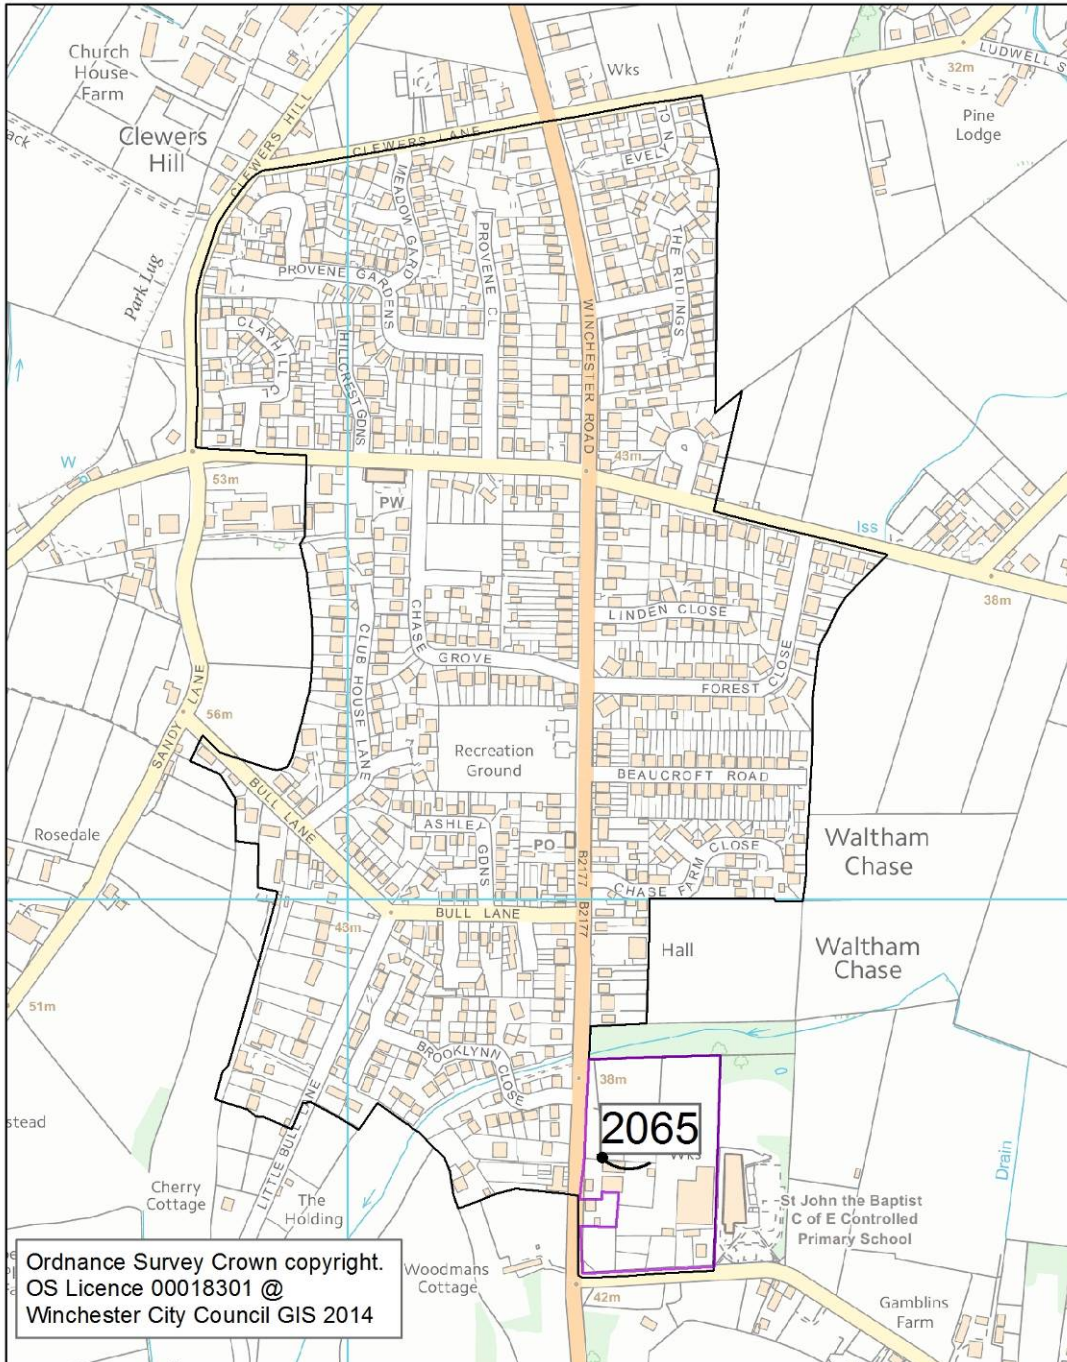 Church
House
Farm
Clewers
Hill
CLEWERS HILL
CLEWERS LANE
Wks
32m
LUDWELL S
Pine
Lodge
EVELYN CL
MEADOW GARD
PROVENE CL
THE RIDINGS
PROVENE GARDENS
Park Lug
CLAYHILL CL
HILLCREST GDNS
WINCHESTER ROAD
43m
W
53m
PW
Iss
38m
LINDEN CLOSE
CHASE GROVE
CLUB HOUSE LANE
FOREST CLOSE
SANDY LANE
56m
Recreation
Ground
BEAUCROFT ROAD
BULL LANE
Rosedale
ASHLEY GDNS
PO
B2177
CHASE FARM CLOSE
Waltham
Chase
43m
BULL LANE
B2177
Hall
Waltham
Chase
51m
BROOKLYNN CLOSE
38m
2065
Wks
stead
Drain
Cherry
Cottage
LITTLE BULL LANE
The
Holding
St John the Baptist
C of E Controlled
Primary School
Woodmans
Cottage
42m
Gamblins
Farm
Ordnance Survey Crown copyright.
OS Licence 00018301 @
Winchester City Council GIS 2014